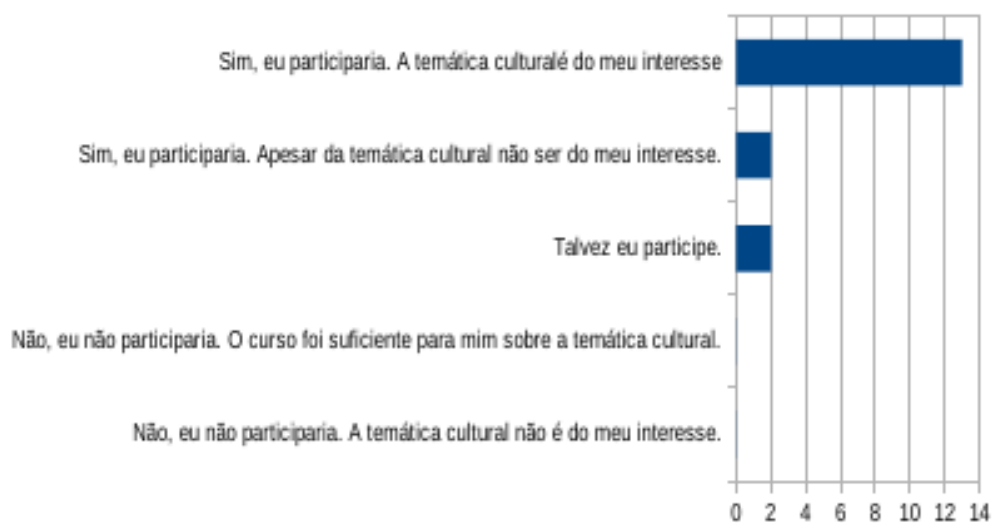 Sim, eu participaria. A temática culturalé do meu interesse
Sim, eu participaria. Apesar da temática cultural não ser do meu interesse.
Talvez eu participe.
Não, eu não participaria. O curso foi suficiente para mim sobre a temática cultural.
Não, eu não participaria. A temática cultural não é do meu interesse.
0 2 4 6 8 10 12 14